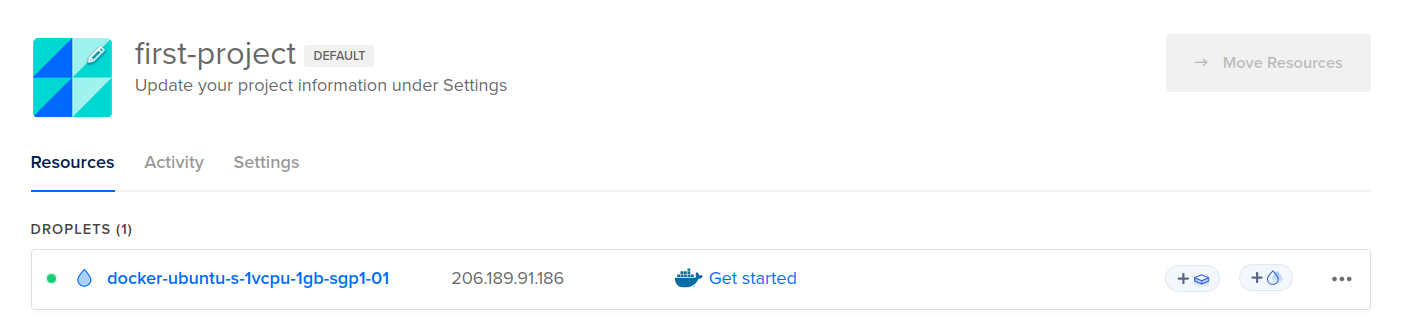 first-project DEFAULT
Update your project information under Settings
→ Move Resources
Resources Activity Settings
DROPLETS (1)
docker-ubuntu-s-1vcpu-1gb-sgp1-01 206.189.91.186 Get started